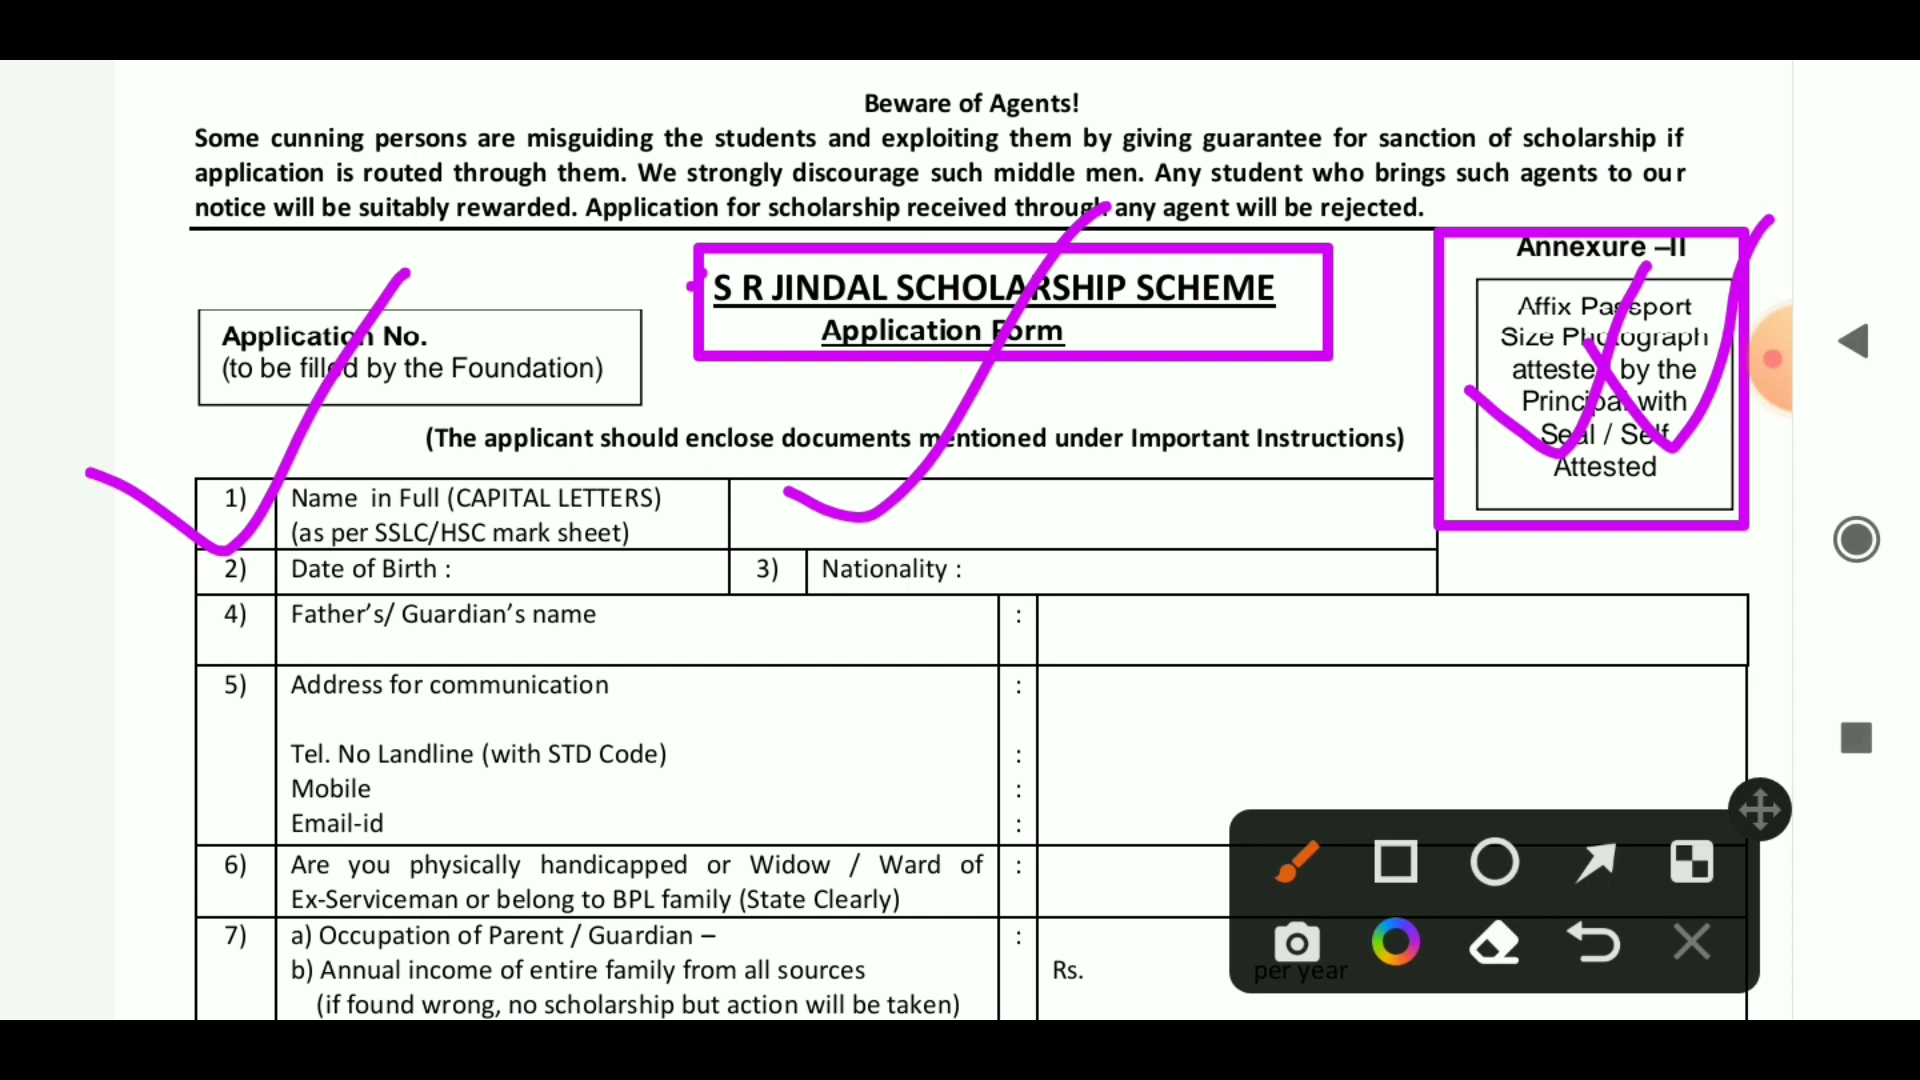 Beware of Agents!
Some cunning persons are misguiding the students and exploiting them by giving guarantee for sanction of scholarship if
application is routed through them. We strongly discourage such middle men. Any student who brings such agents to our
notice will be suitably rewarded. Application for scholarship received through any agent will be rejected.
Annexure –II
S R JINDAL SCHOLARSHIP SCHEME
Application Form
Affix Passport
Size Photograph
attested by the
Principal with
Seal / Self
Attested
Application No.
(to be filled by the Foundation)
(The applicant should enclose documents mentioned under Important Instructions)
1) Name in Full (CAPITAL LETTERS)
(as per SSLC/HSC mark sheet)
2) Date of Birth : 3) Nationality :
4) Father's/ Guardian's name :
5) Address for communication :
Tel. No Landline (with STD Code) :
Mobile :
Email-id :
6) Are you physically handicapped or Widow / Ward of :
Ex-Serviceman or belong to BPL family (State Clearly)
7) a) Occupation of Parent / Guardian – :
b) Annual income of entire family from all sources Rs. per year
(if found wrong, no scholarship but action will be taken)